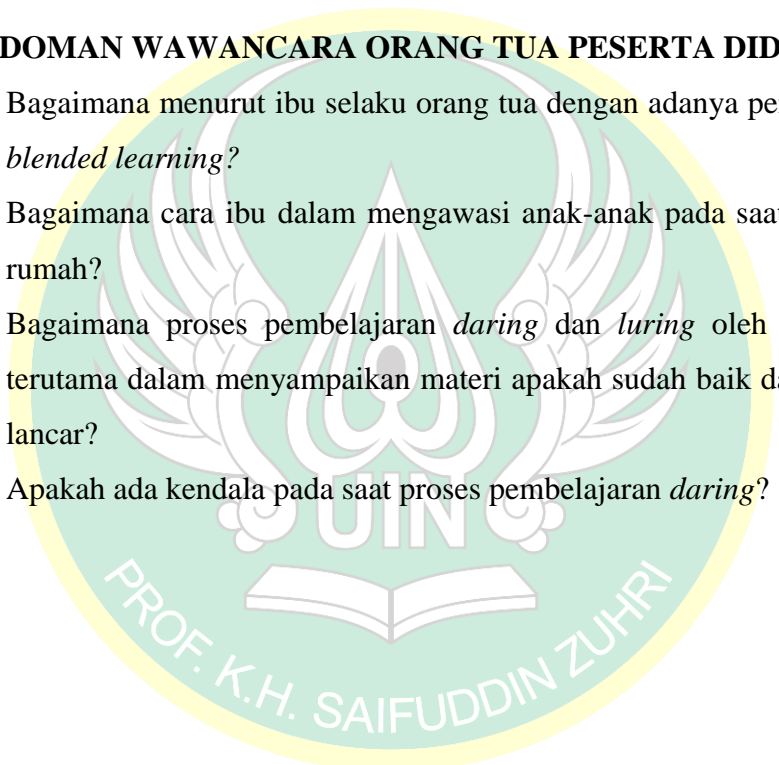 DOMAN WAWANCARA ORANG TUA PESERTA DID
Bagaimana menurut ibu selaku orang tua dengan adanya pe
blended learning?
Bagaimana cara ibu dalam mengawasi anak-anak pada saat
rumah?
Bagaimana proses pembelajaran daring dan luring oleh
terutama dalam menyampaikan materi apakah sudah baik da
lancar?
Apakah ada kendala pada saat proses pembelajaran daring?
UIN
PROF. K.H. SAIFUDDIN ZUHRI